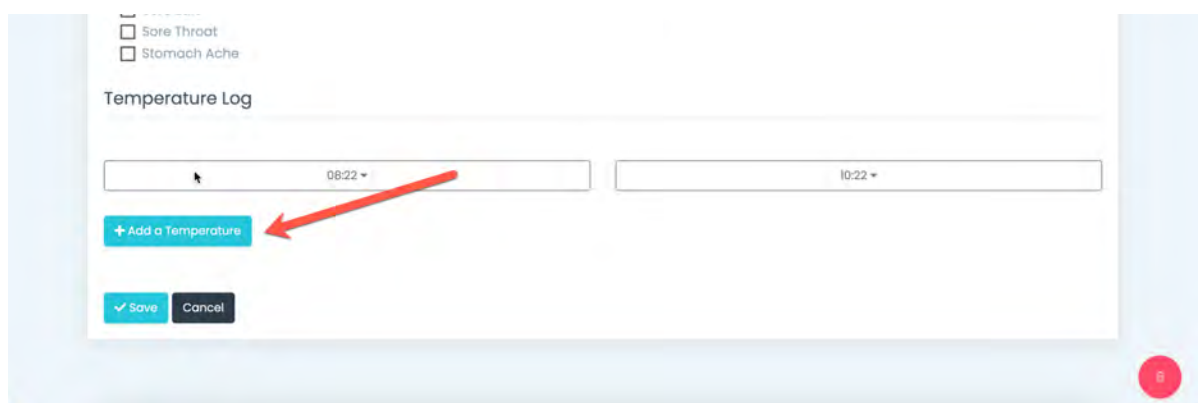 Sore Throat
Stomach Ache
Temperature Log
08:22
10:22
Add a Temperature
Save Cancel